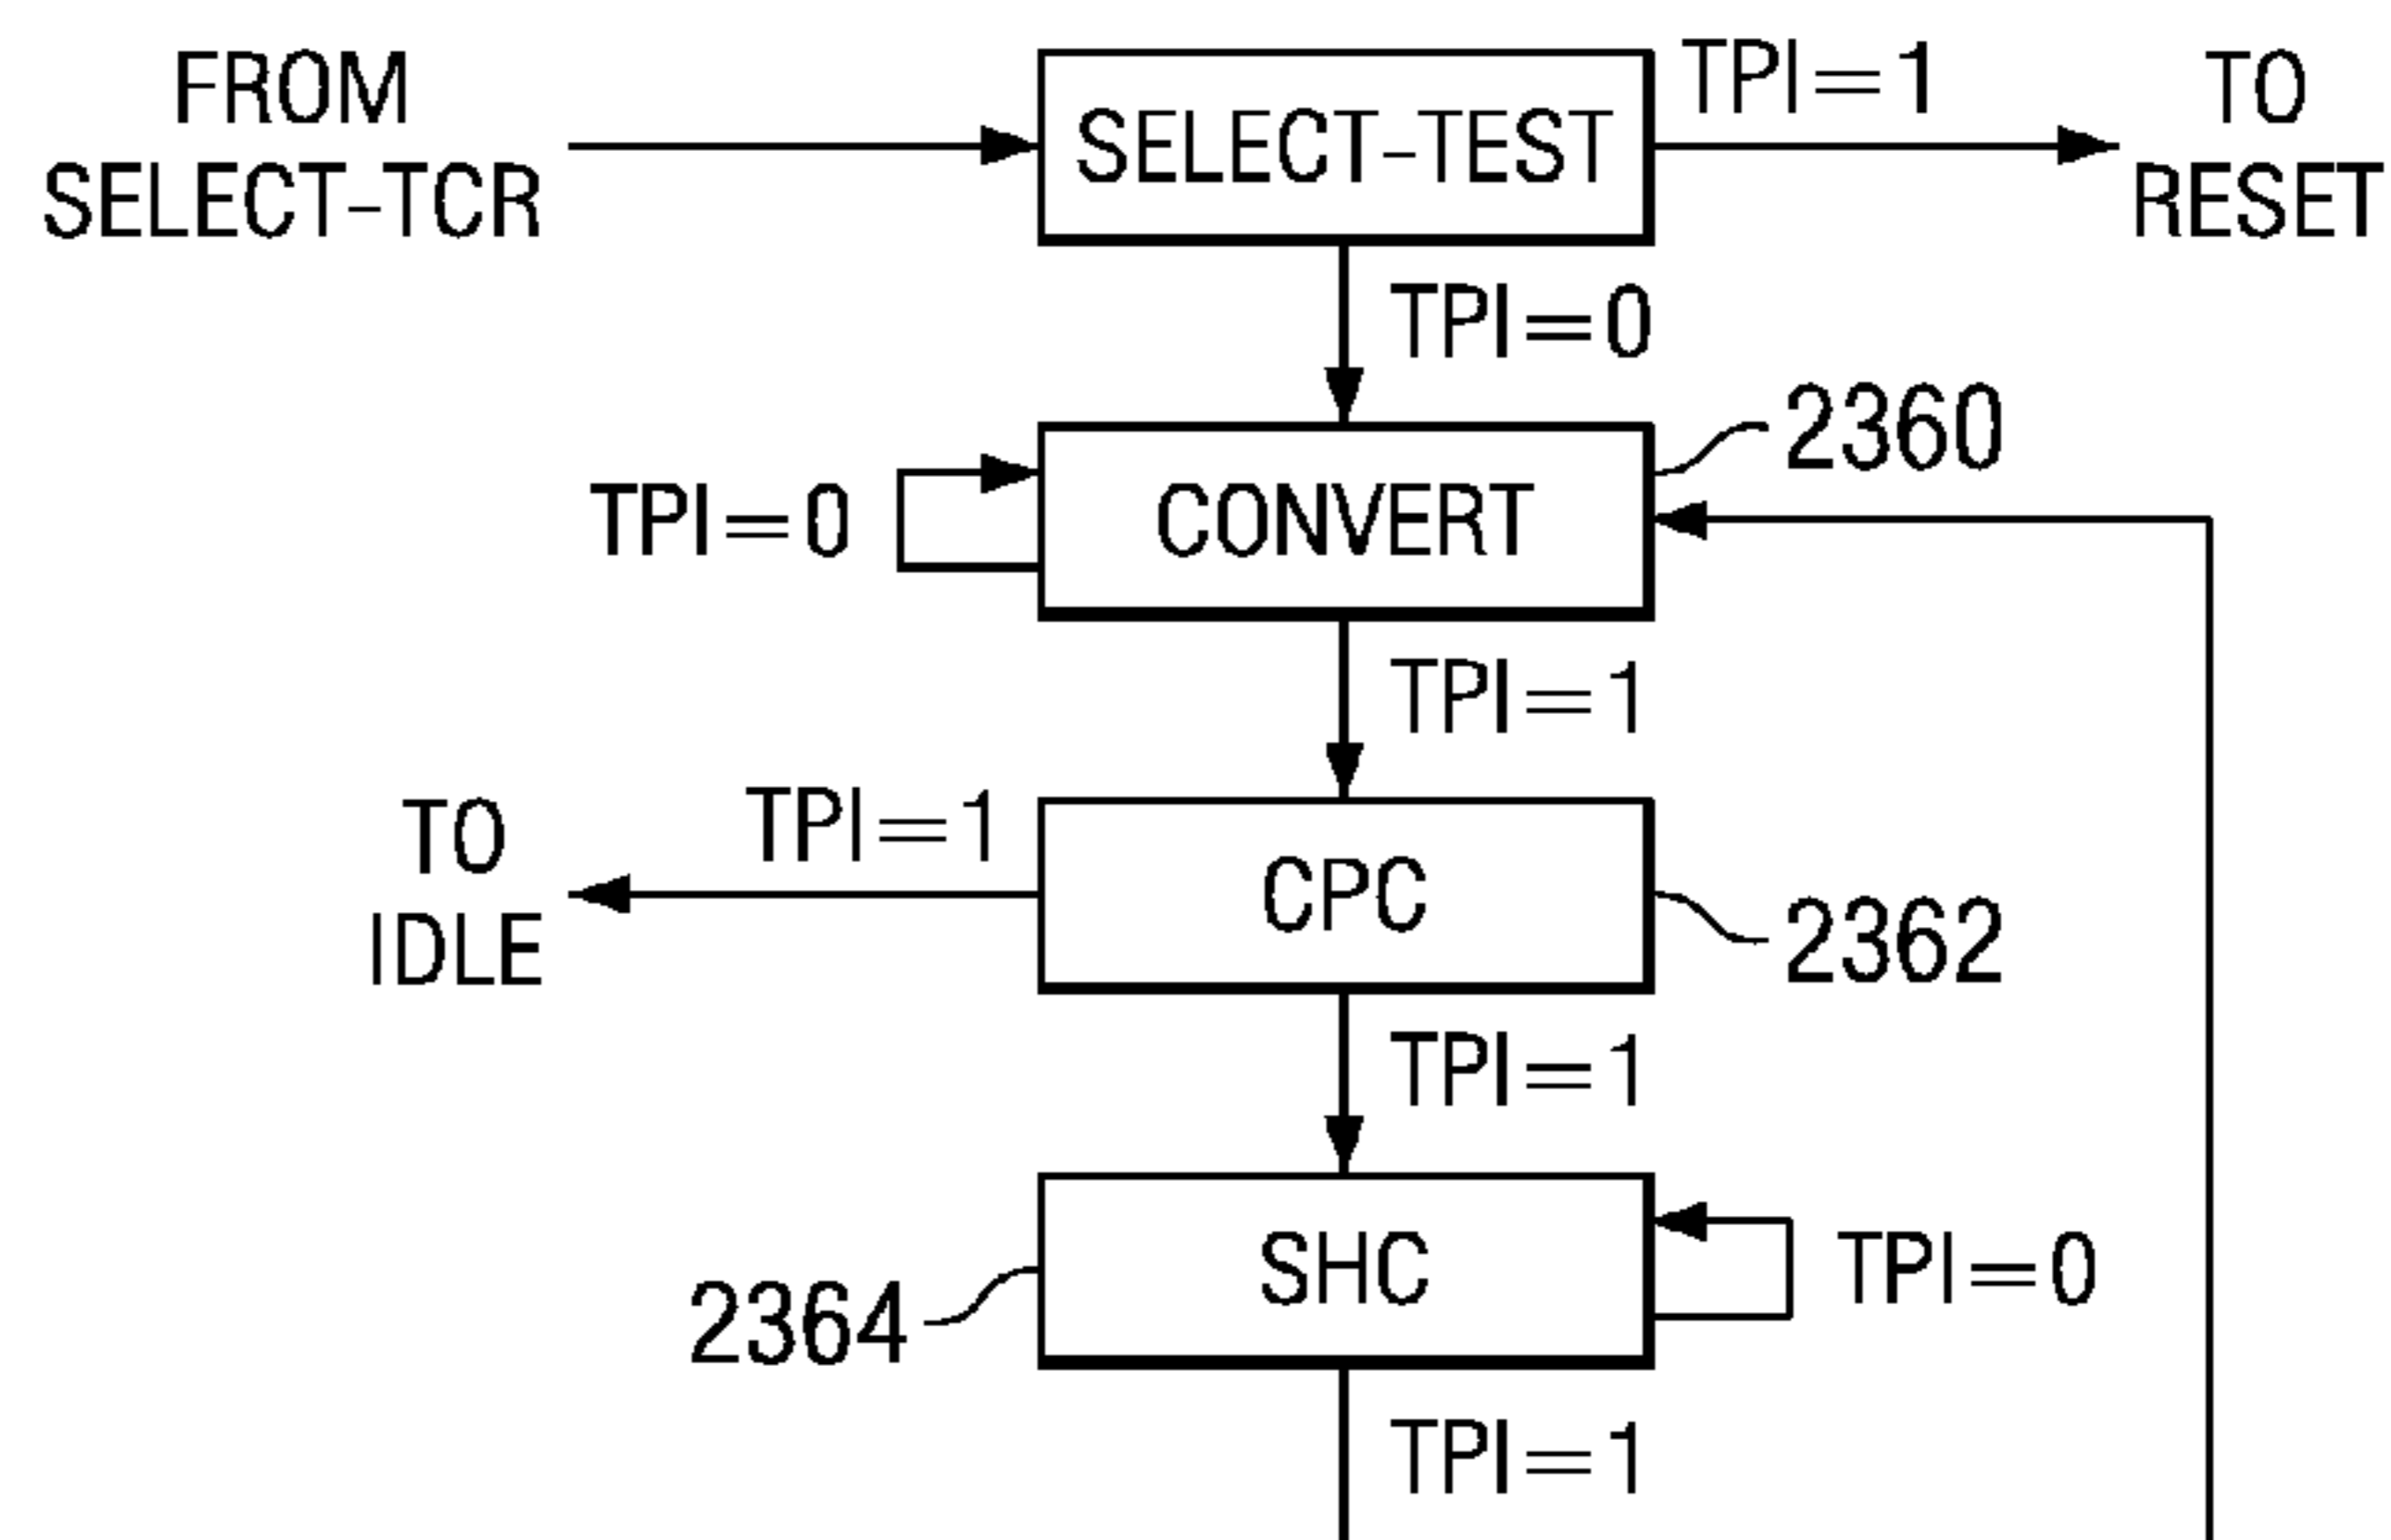 FROM
SELECT-TCR
SELECT-TEST
TPI=1
TO
RESET
TPI=0
2360
TPI=0
CONVERT
TPI=1
TO
IDLE
TPI=1
CPC
2362
TPI=1
SHC
TPI=0
2364
TPI=1